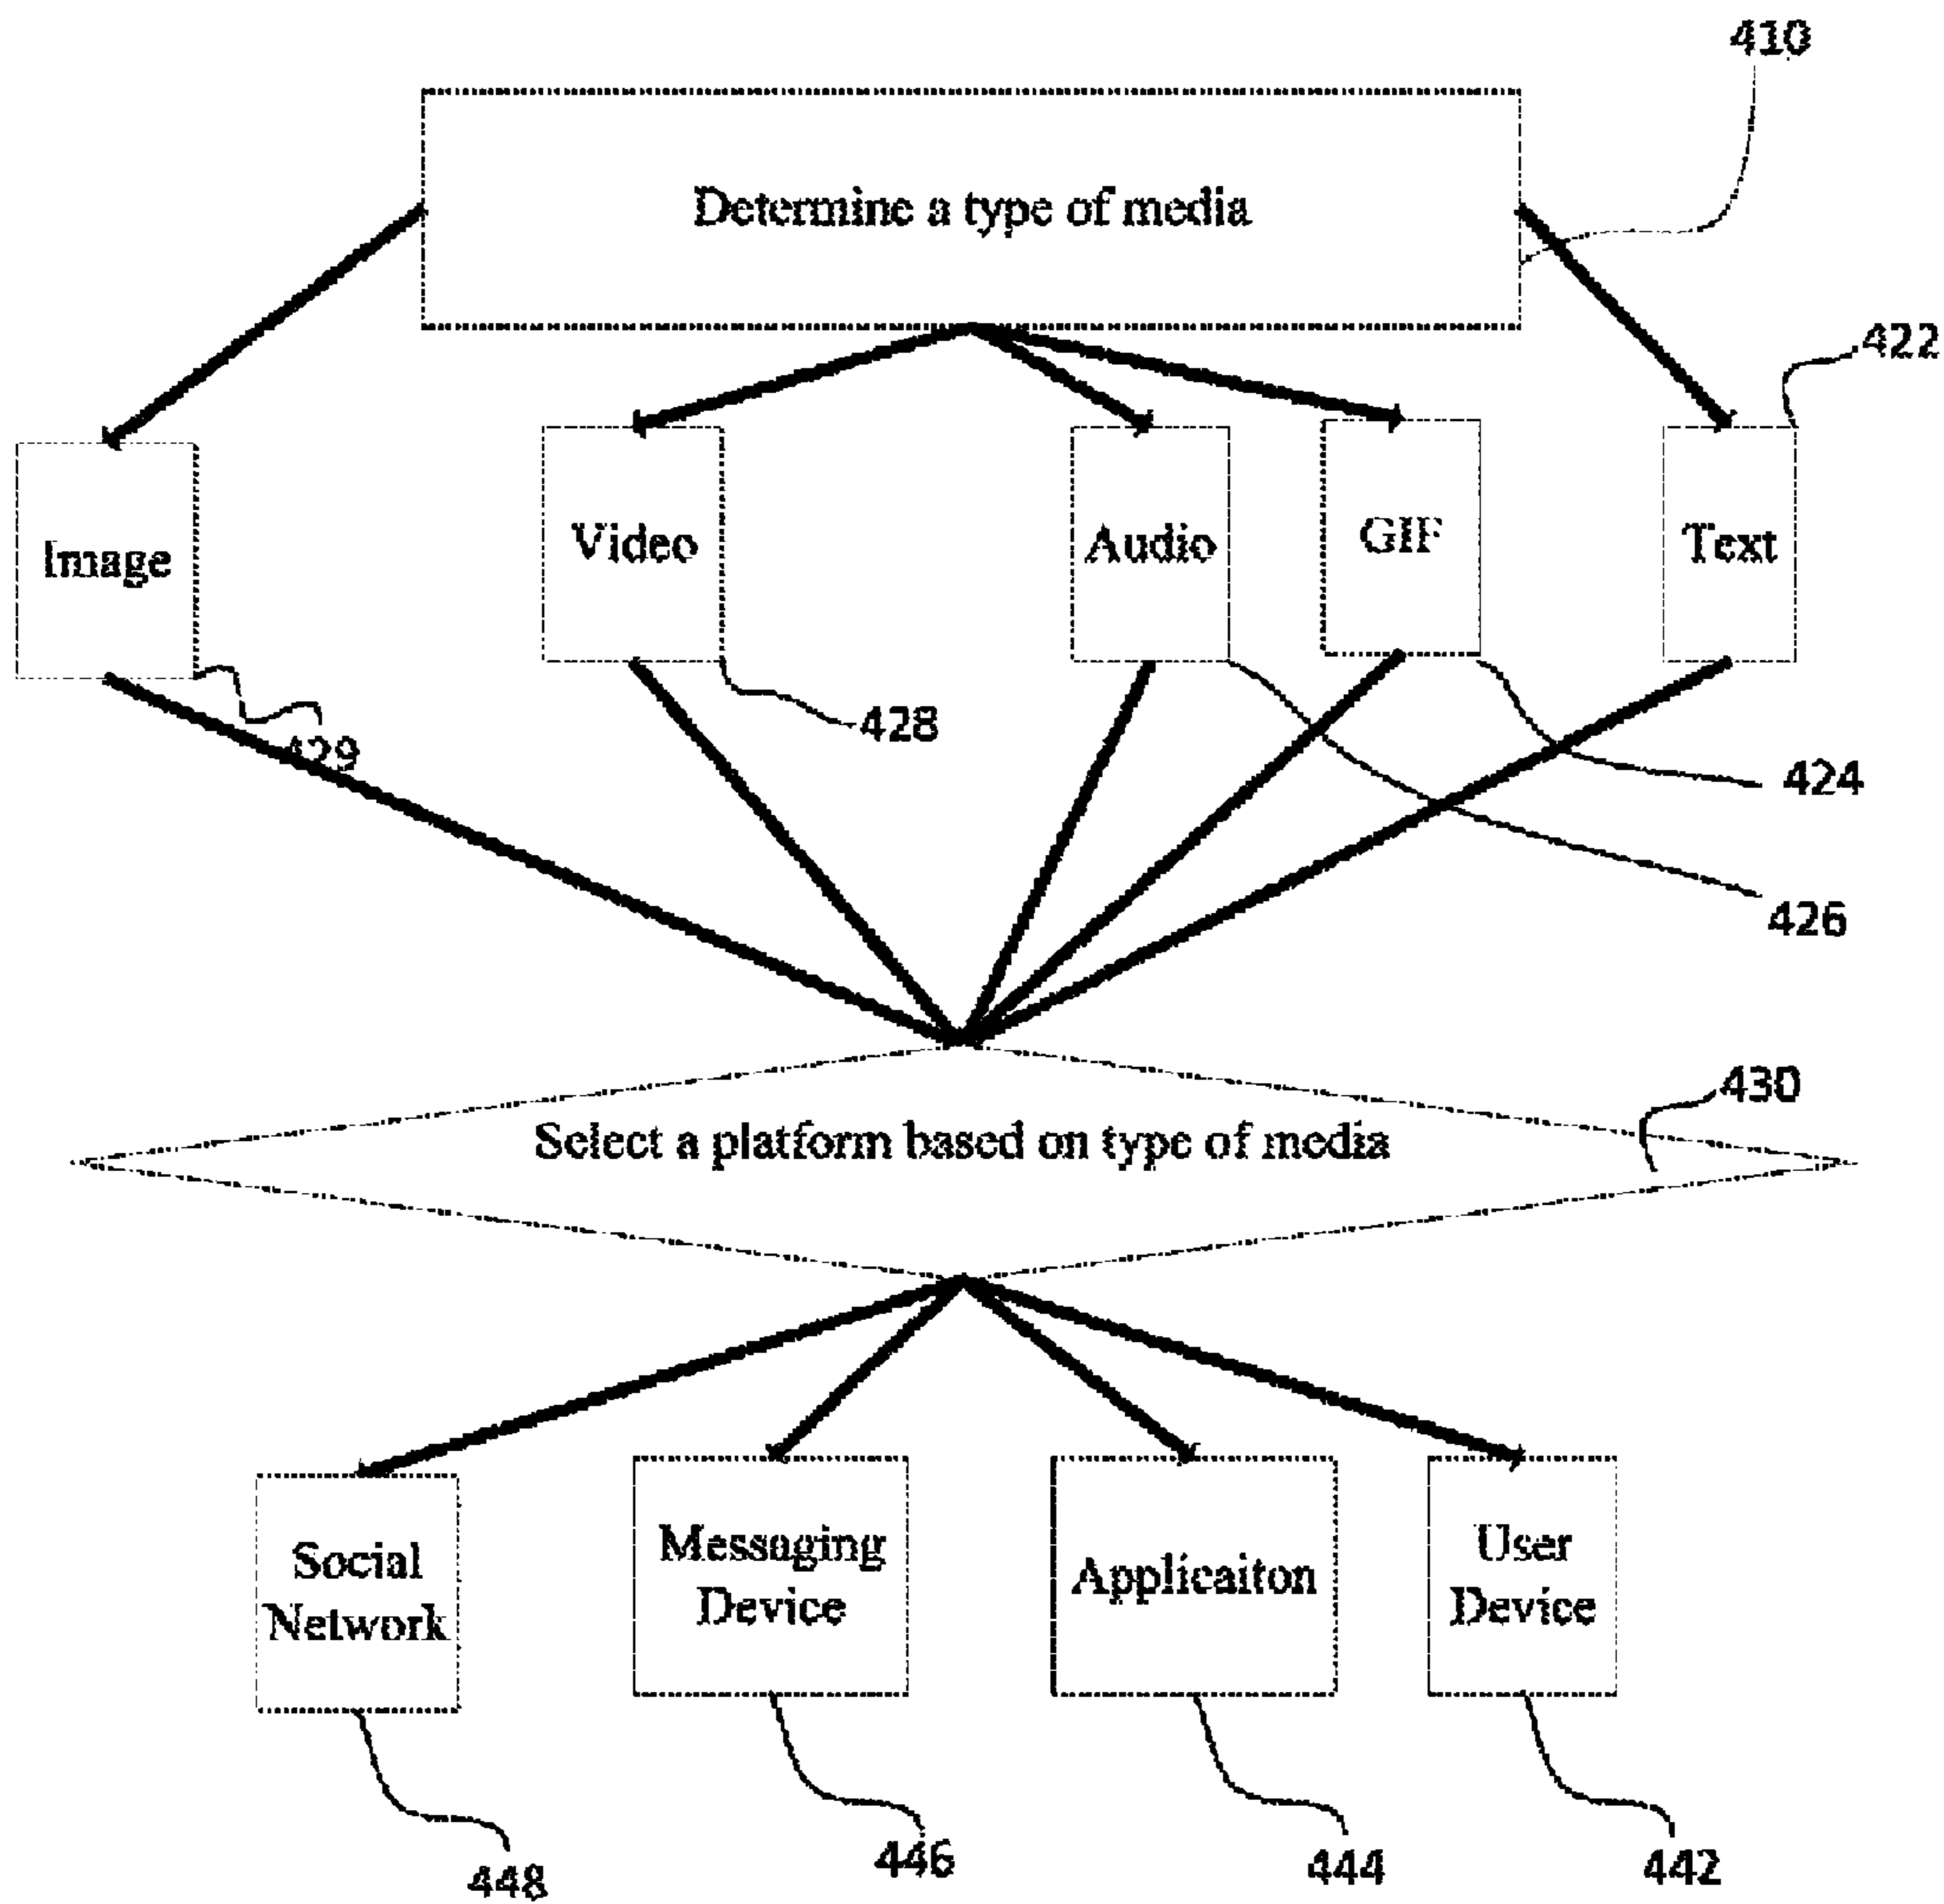 410
Determine a type of media
422
Image
Video
Audio
GIF
Text
429
428
424
426
430
Select a platform based on type of media
Social
Network
Messaging
Device
Applicaiton
User
Device
448
446
444
442